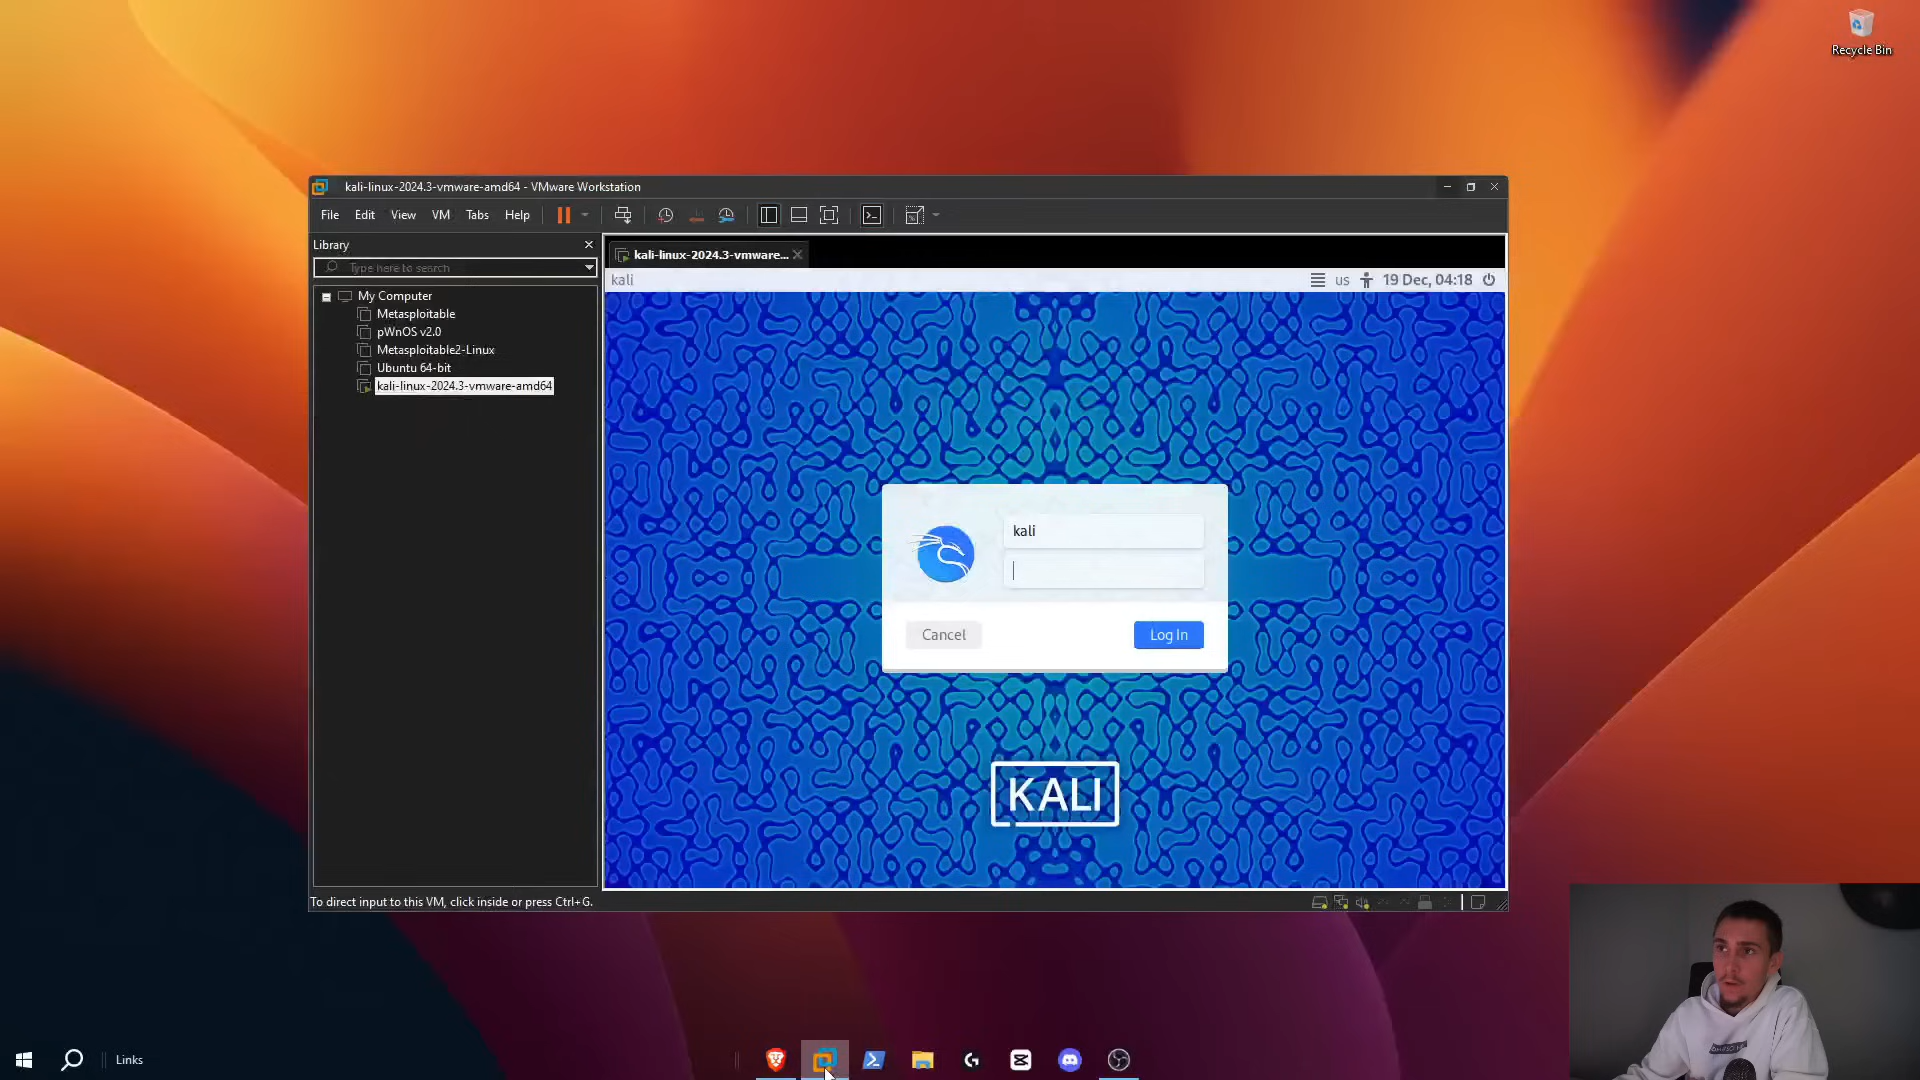 Recycle Bin
kali-linux-2024.3-vmware-amd64 - VMware Workstation
File Edit View VM Tabs Help
Library
Type here to search
My Computer
Metasploitable
pWnOS v2.0
Metasploitable2-Linux
Ubuntu 64-bit
kali-linux-2024.3-vmware-amd64
kali-linux-2024.3-vmware...
kali us 19 Dec, 04:18
kali
Cancel Log In
KALI
To direct input to this VM, click inside or press Ctrl+G.
Links